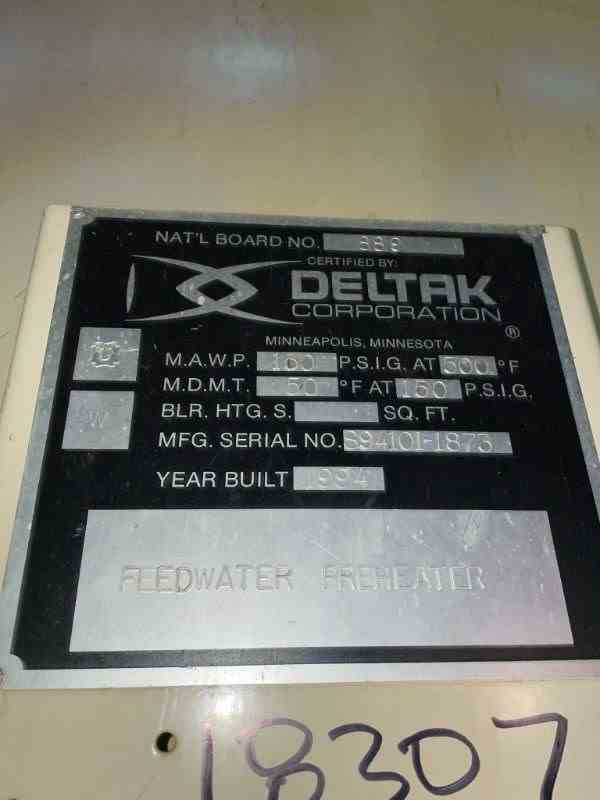 NAT'L BOARD NO. 889
CERTIFIED BY:
DELTAK
CORPORATION
®
MINNEAPOLIS, MINNESOTA
U
M.A.W.P. 150 P.S.I.G. AT 500 °F
M.D.M.T. 50 °F AT 150 P.S.I.G.
W
BLR. HTG. S. SQ. FT.
MFG. SERIAL NO. S94101-1873
YEAR BUILT 1994
FEEDWATER PREHEATER
18307